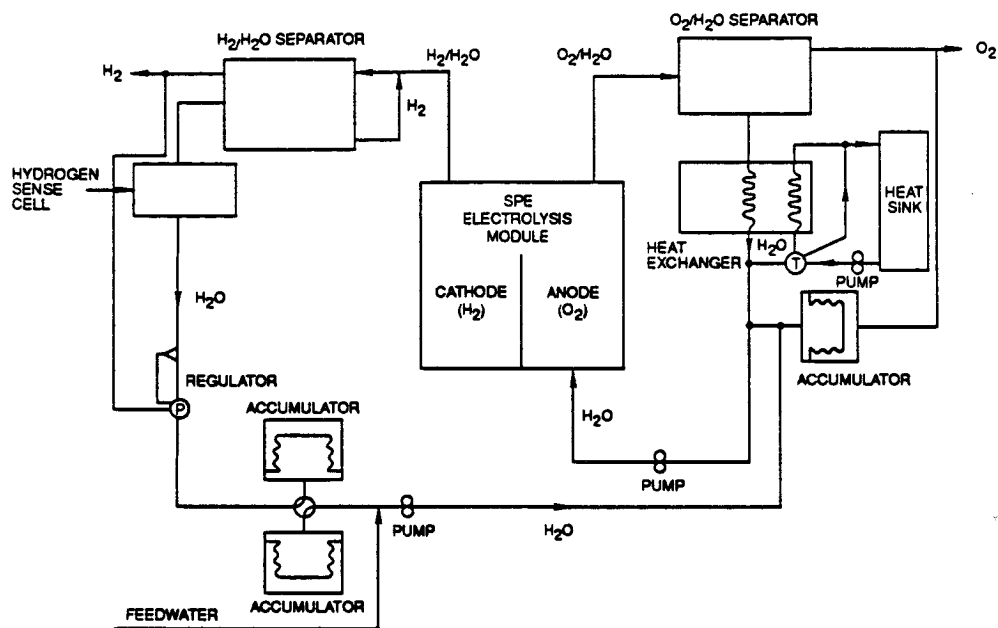 H2/H2O SEPARATOR
H2
H2/H2O
H2
O2/H2O
O2/H2O SEPARATOR
O2
HYDROGEN
SENSE
CELL
SPE
ELECTROLYSIS
MODULE
CATHODE
(H2)
ANODE
(O2)
HEAT
SINK
HEAT
EXCHANGER
H2O
T
PUMP
ACCUMULATOR
H2O
REGULATOR
P
ACCUMULATOR
H2O
PUMP
PUMP
H2O
ACCUMULATOR
FEEDWATER